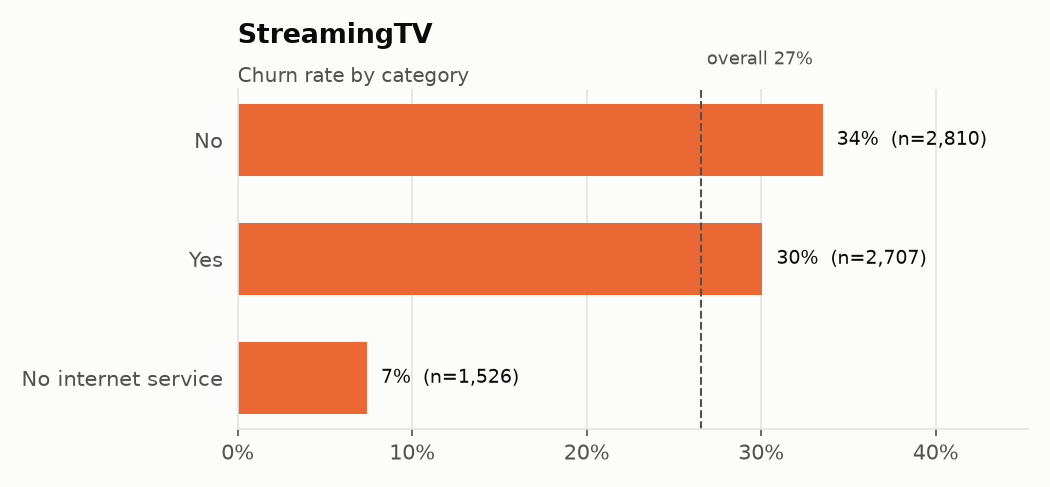 StreamingTV
overall 27%
Churn rate by category
No
34% (n=2,810)
Yes
30% (n=2,707)
No internet service
7% (n=1,526)
0% 10% 20% 30% 40%